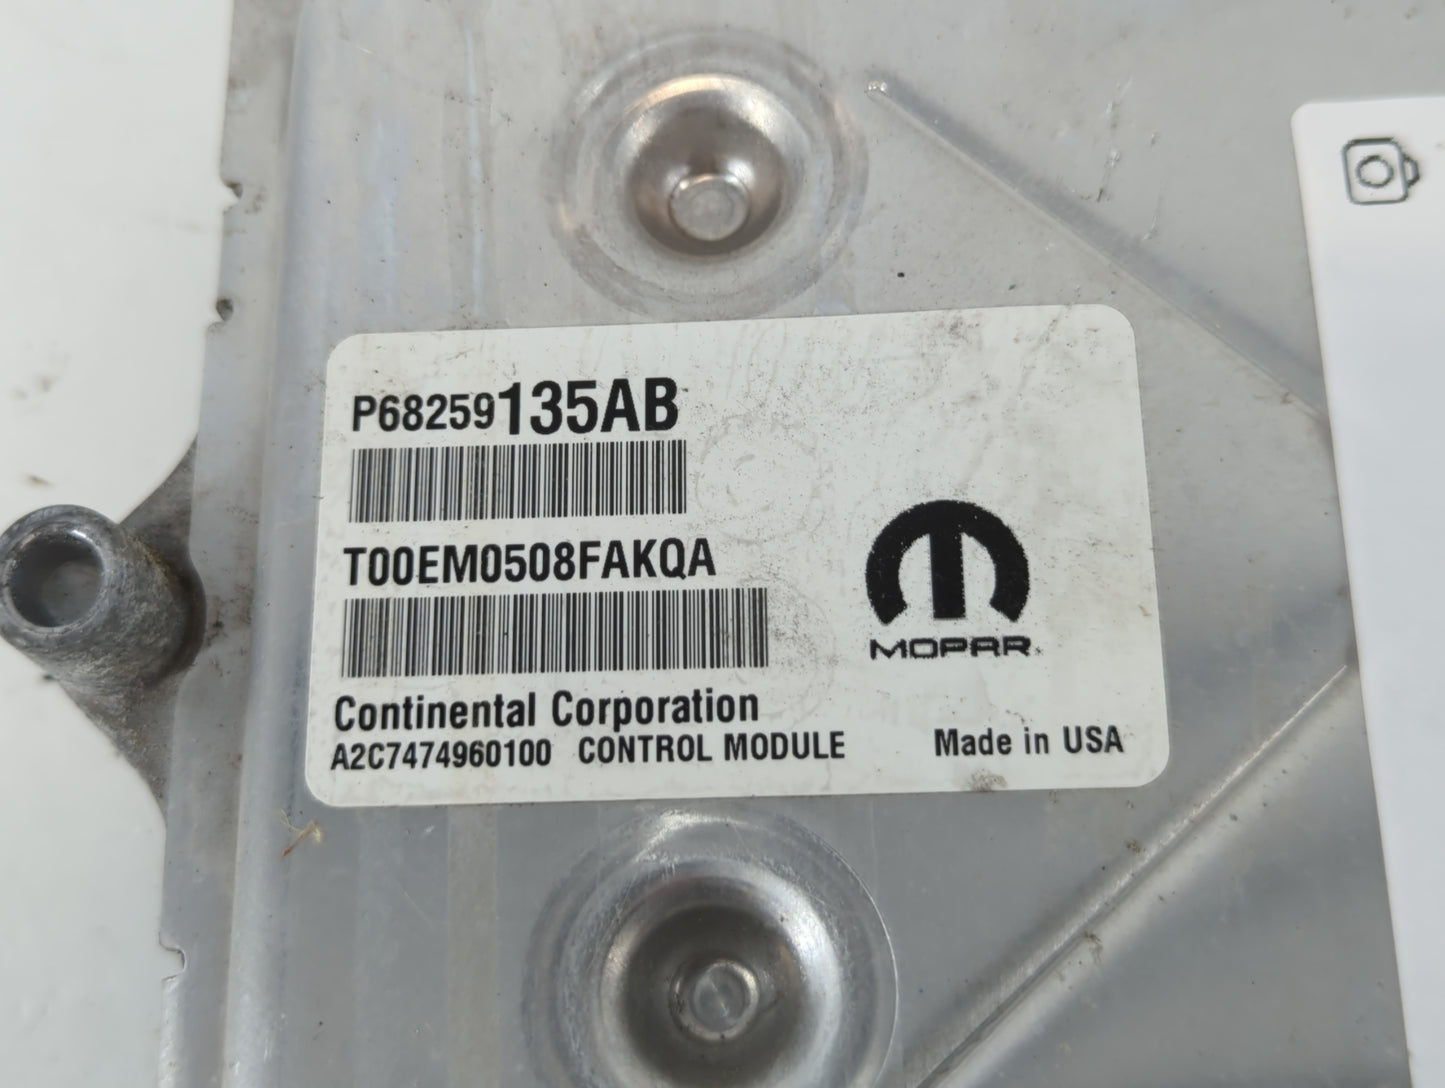 P68259135AB
T00EM0508FAKQA
MOPAR
Continental Corporation
A2C7474960100 CONTROL MODULE Made in USA